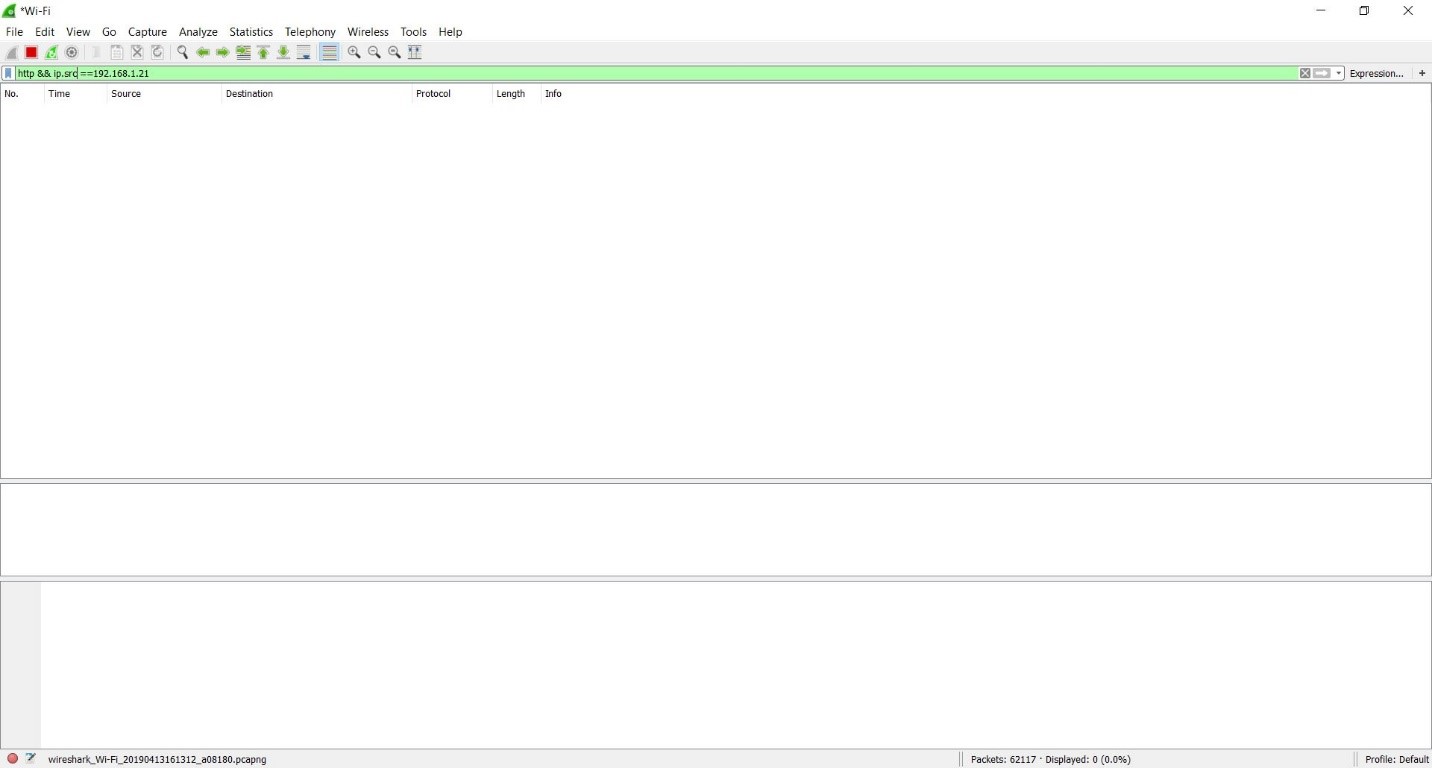 *Wi-Fi
File Edit View Go Capture Analyze Statistics Telephony Wireless Tools Help
http && ip.src ==192.168.1.21 Expression... +
No. Time Source Destination Protocol Length Info
wireshark_Wi-Fi_20190413161312_a08180.pcapng Packets: 62117 · Displayed: 0 (0.0%) Profile: Default